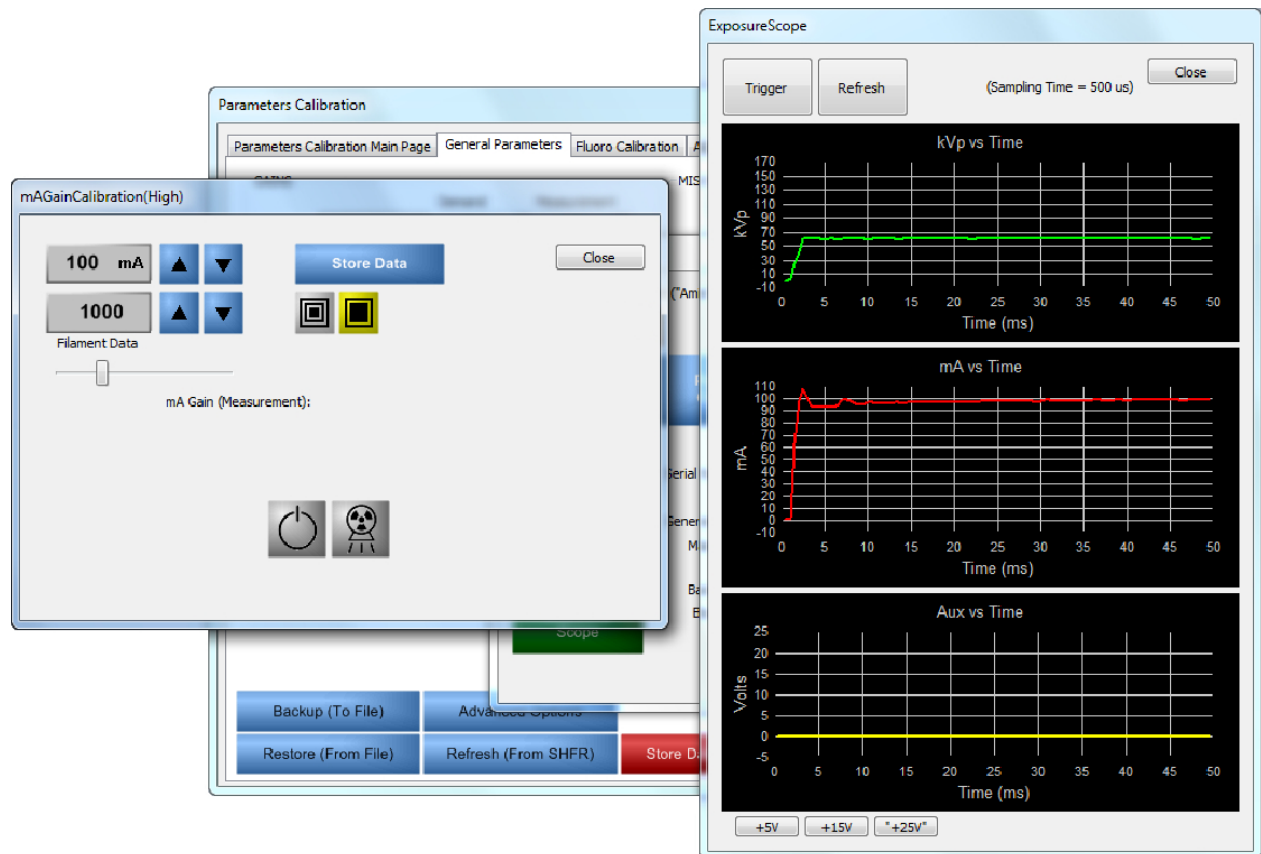 ExposureScope
Trigger
Refresh
(Sampling Time = 500 us)
Close
kVp vs Time
170
150
130
110
90
70
50
30
10
-10
kVp
0 5 10 15 20 25 30 35 40 45 50
Time (ms)
mA vs Time
110
100
90
80
70
60
50
40
30
20
10
0
-10
mA
0 5 10 15 20 25 30 35 40 45 50
Time (ms)
Aux vs Time
25
20
15
10
5
0
-5
Volts
0 5 10 15 20 25 30 35 40 45 50
Time (ms)
+5V +15V "+25V"
Parameters Calibration
Parameters Calibration Main Page General Parameters Fluoro Calibration A
MIS
("Am
Serial
Gener
M
Ba
Scope
Backup (To File) Advanced Options
Restore (From File) Refresh (From SHFR) Store D
mAGainCalibration(High)
100 mA
Store Data
Close
1000
Filament Data
mA Gain (Measurement):